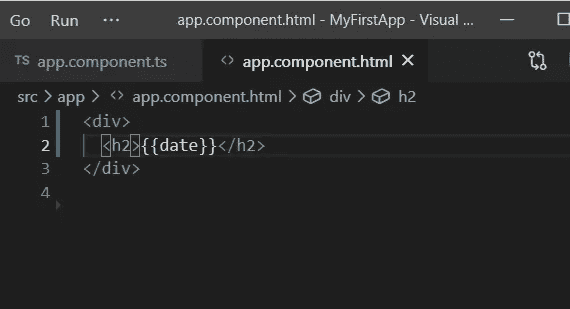 Go Run ··· app.component.html - MyFirstApp - Visual ...
TS app.component.ts <> app.component.html
src > app > <> app.component.html > div > h2
1 <div>
2 <h2>{{date}}</h2>
3 </div>
4